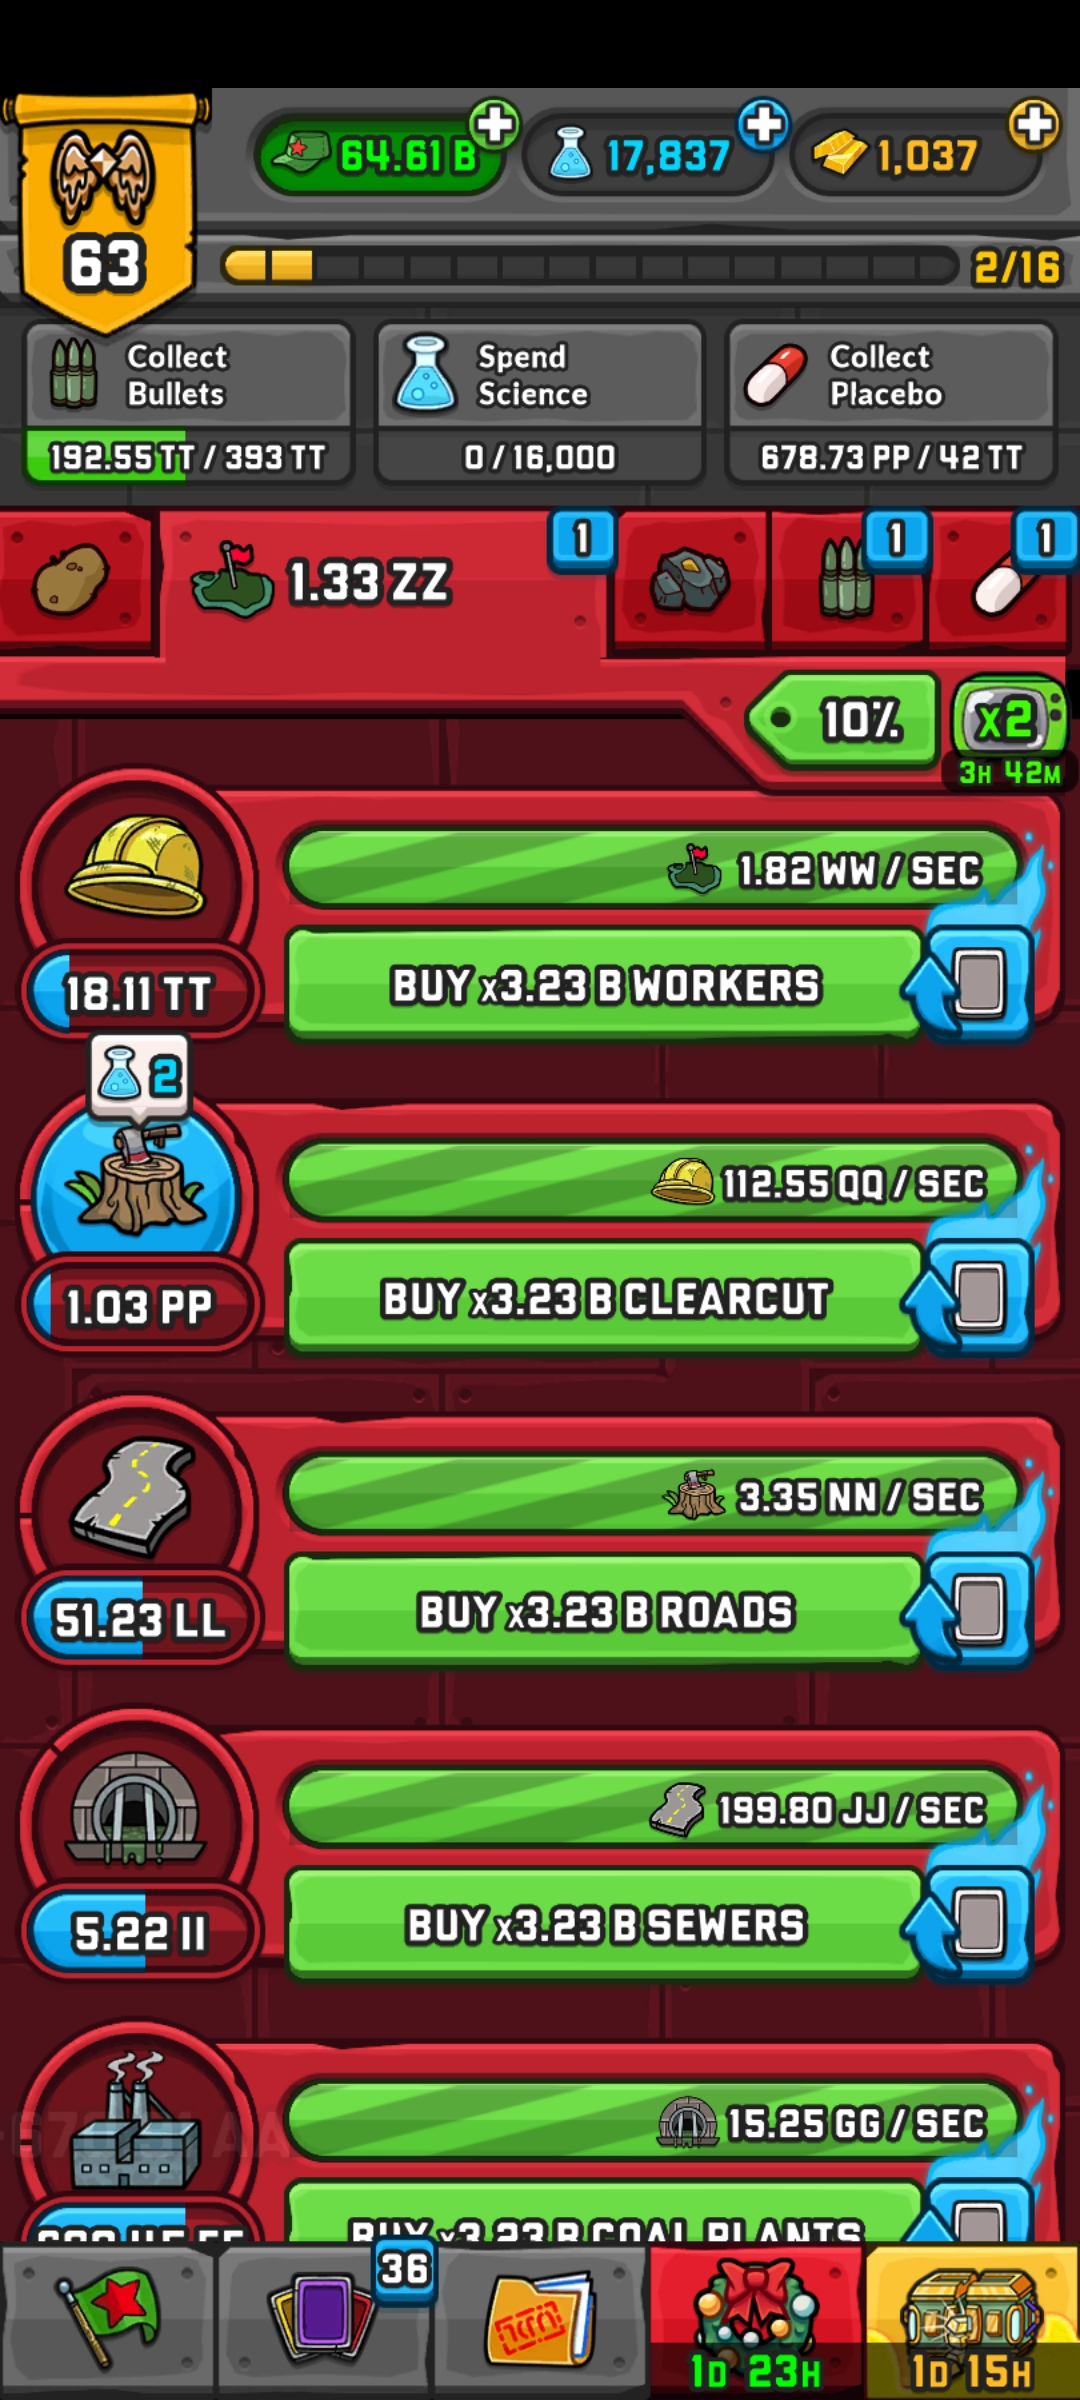 64.61 B
17,837
1,037
63
2/16
Collect
Bullets
192.55 TT / 393 TT
Spend
Science
0 / 16,000
Collect
Placebo
678.73 PP / 42 TT
1.33 ZZ
1
1
1
10%
x2
3H 42M
1.82 WW / SEC
18.11 TT
BUY x3.23 B WORKERS
2
112.55 QQ / SEC
1.03 PP
BUY x3.23 B CLEARCUT
3.35 NN / SEC
51.23 LL
BUY x3.23 B ROADS
199.80 JJ / SEC
5.22 II
BUY x3.23 B SEWERS
15.25 GG / SEC
BUY x3.23 B COAL PLANTS
36
1D 23H
1D 15H